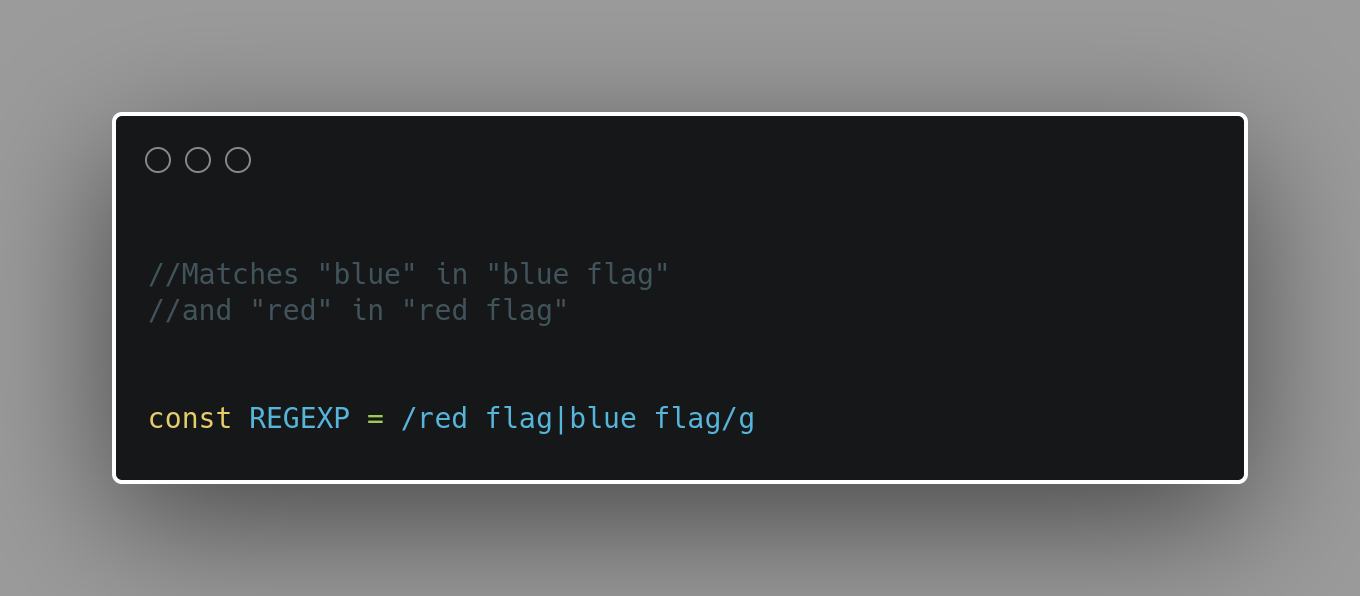 //Matches "blue" in "blue flag"
//and "red" in "red flag"
const REGEXP = /red flag|blue flag/g